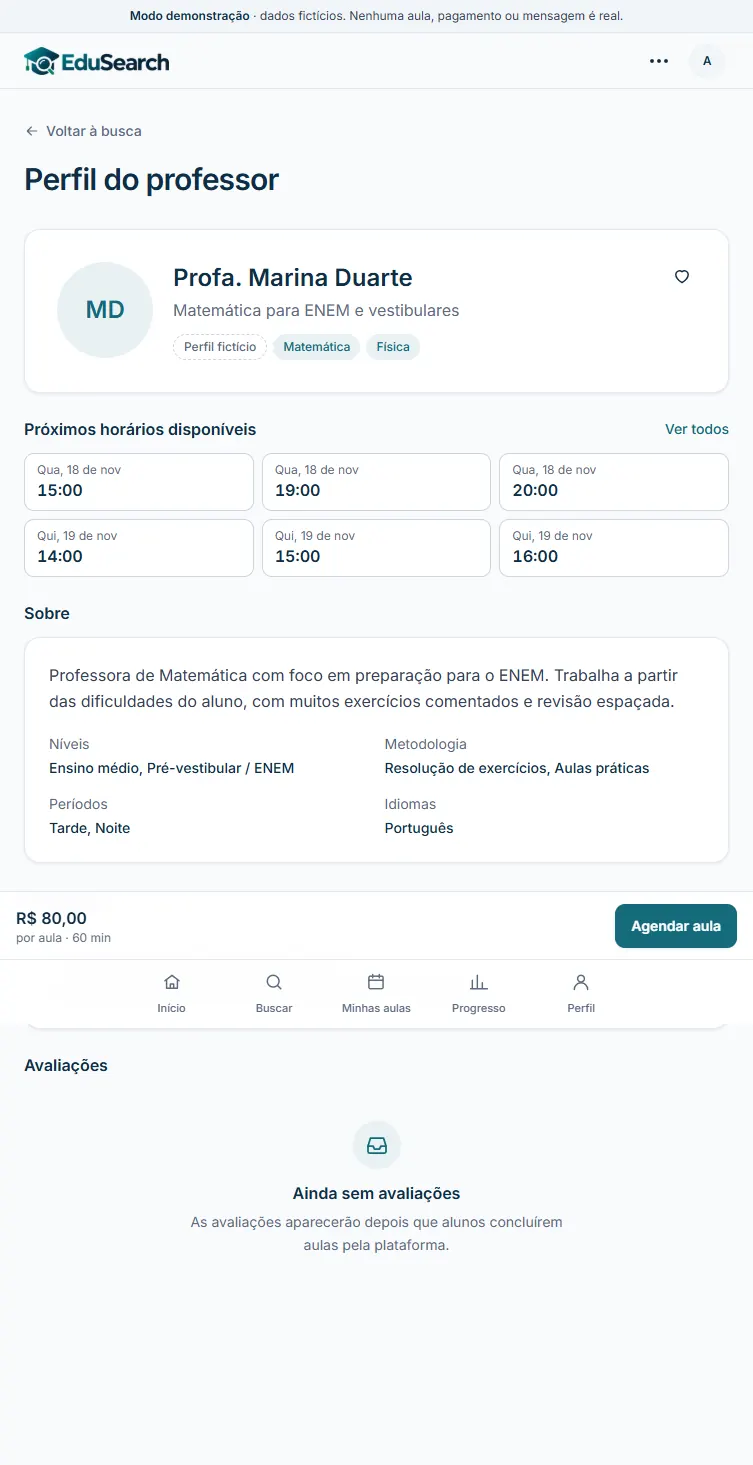 Modo demonstração · dados fictícios. Nenhuma aula, pagamento ou mensagem é real.
EduSearch
A
Voltar à busca
Perfil do professor
MD
Profa. Marina Duarte
Matemática para ENEM e vestibulares
Perfil fictício
Matemática
Física
Próximos horários disponíveis
Ver todos
Qua, 18 de nov
15:00
Qua, 18 de nov
19:00
Qua, 18 de nov
20:00
Qui, 19 de nov
14:00
Qui, 19 de nov
15:00
Qui, 19 de nov
16:00
Sobre
Professora de Matemática com foco em preparação para o ENEM. Trabalha a partir
das dificuldades do aluno, com muitos exercícios comentados e revisão espaçada.
Níveis
Ensino médio, Pré-vestibular / ENEM
Metodologia
Resolução de exercícios, Aulas práticas
Períodos
Tarde, Noite
Idiomas
Português
R$ 80,00
por aula · 60 min
Agendar aula
Início
Buscar
Minhas aulas
Progresso
Perfil
Avaliações
Ainda sem avaliações
As avaliações aparecerão depois que alunos concluírem
aulas pela plataforma.